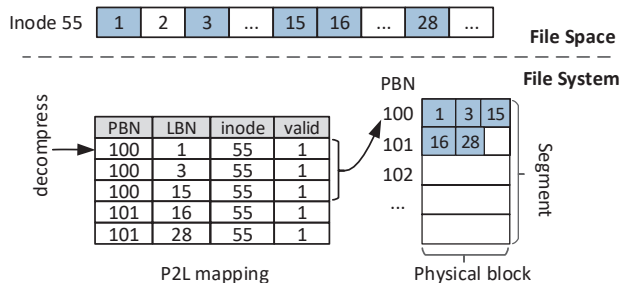 Inode 55 1 2 3 ... 15 16 ... 28 ...
File Space
File System
decompress
PBN LBN inode valid
100 1 55 1
100 3 55 1
100 15 55 1
101 16 55 1
101 28 55 1
P2L mapping
PBN
100 1 3 15
101 16 28
102
...
Segment
Physical block